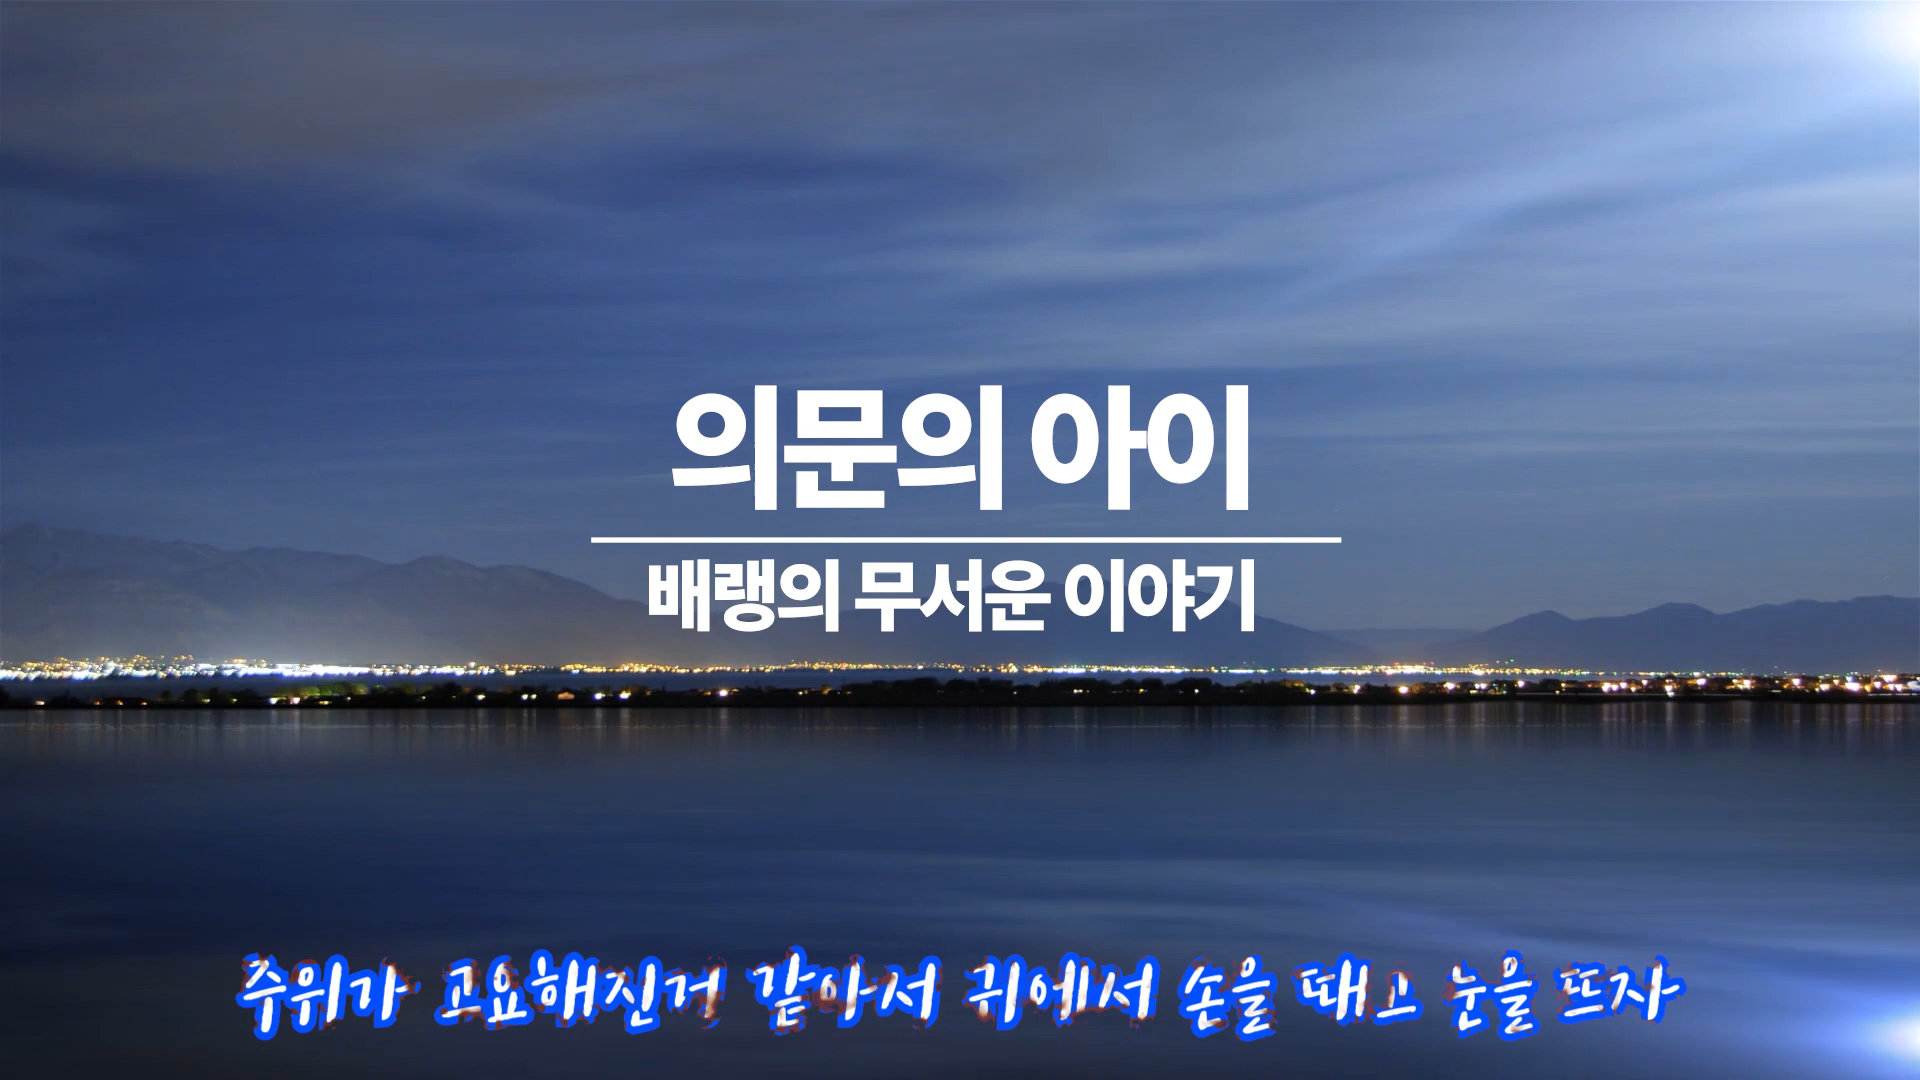 의문의 아이
배랭의 무서운 이야기
주위가 고요해진거 같아서 귀에서 손을 때고 눈을 뜨자